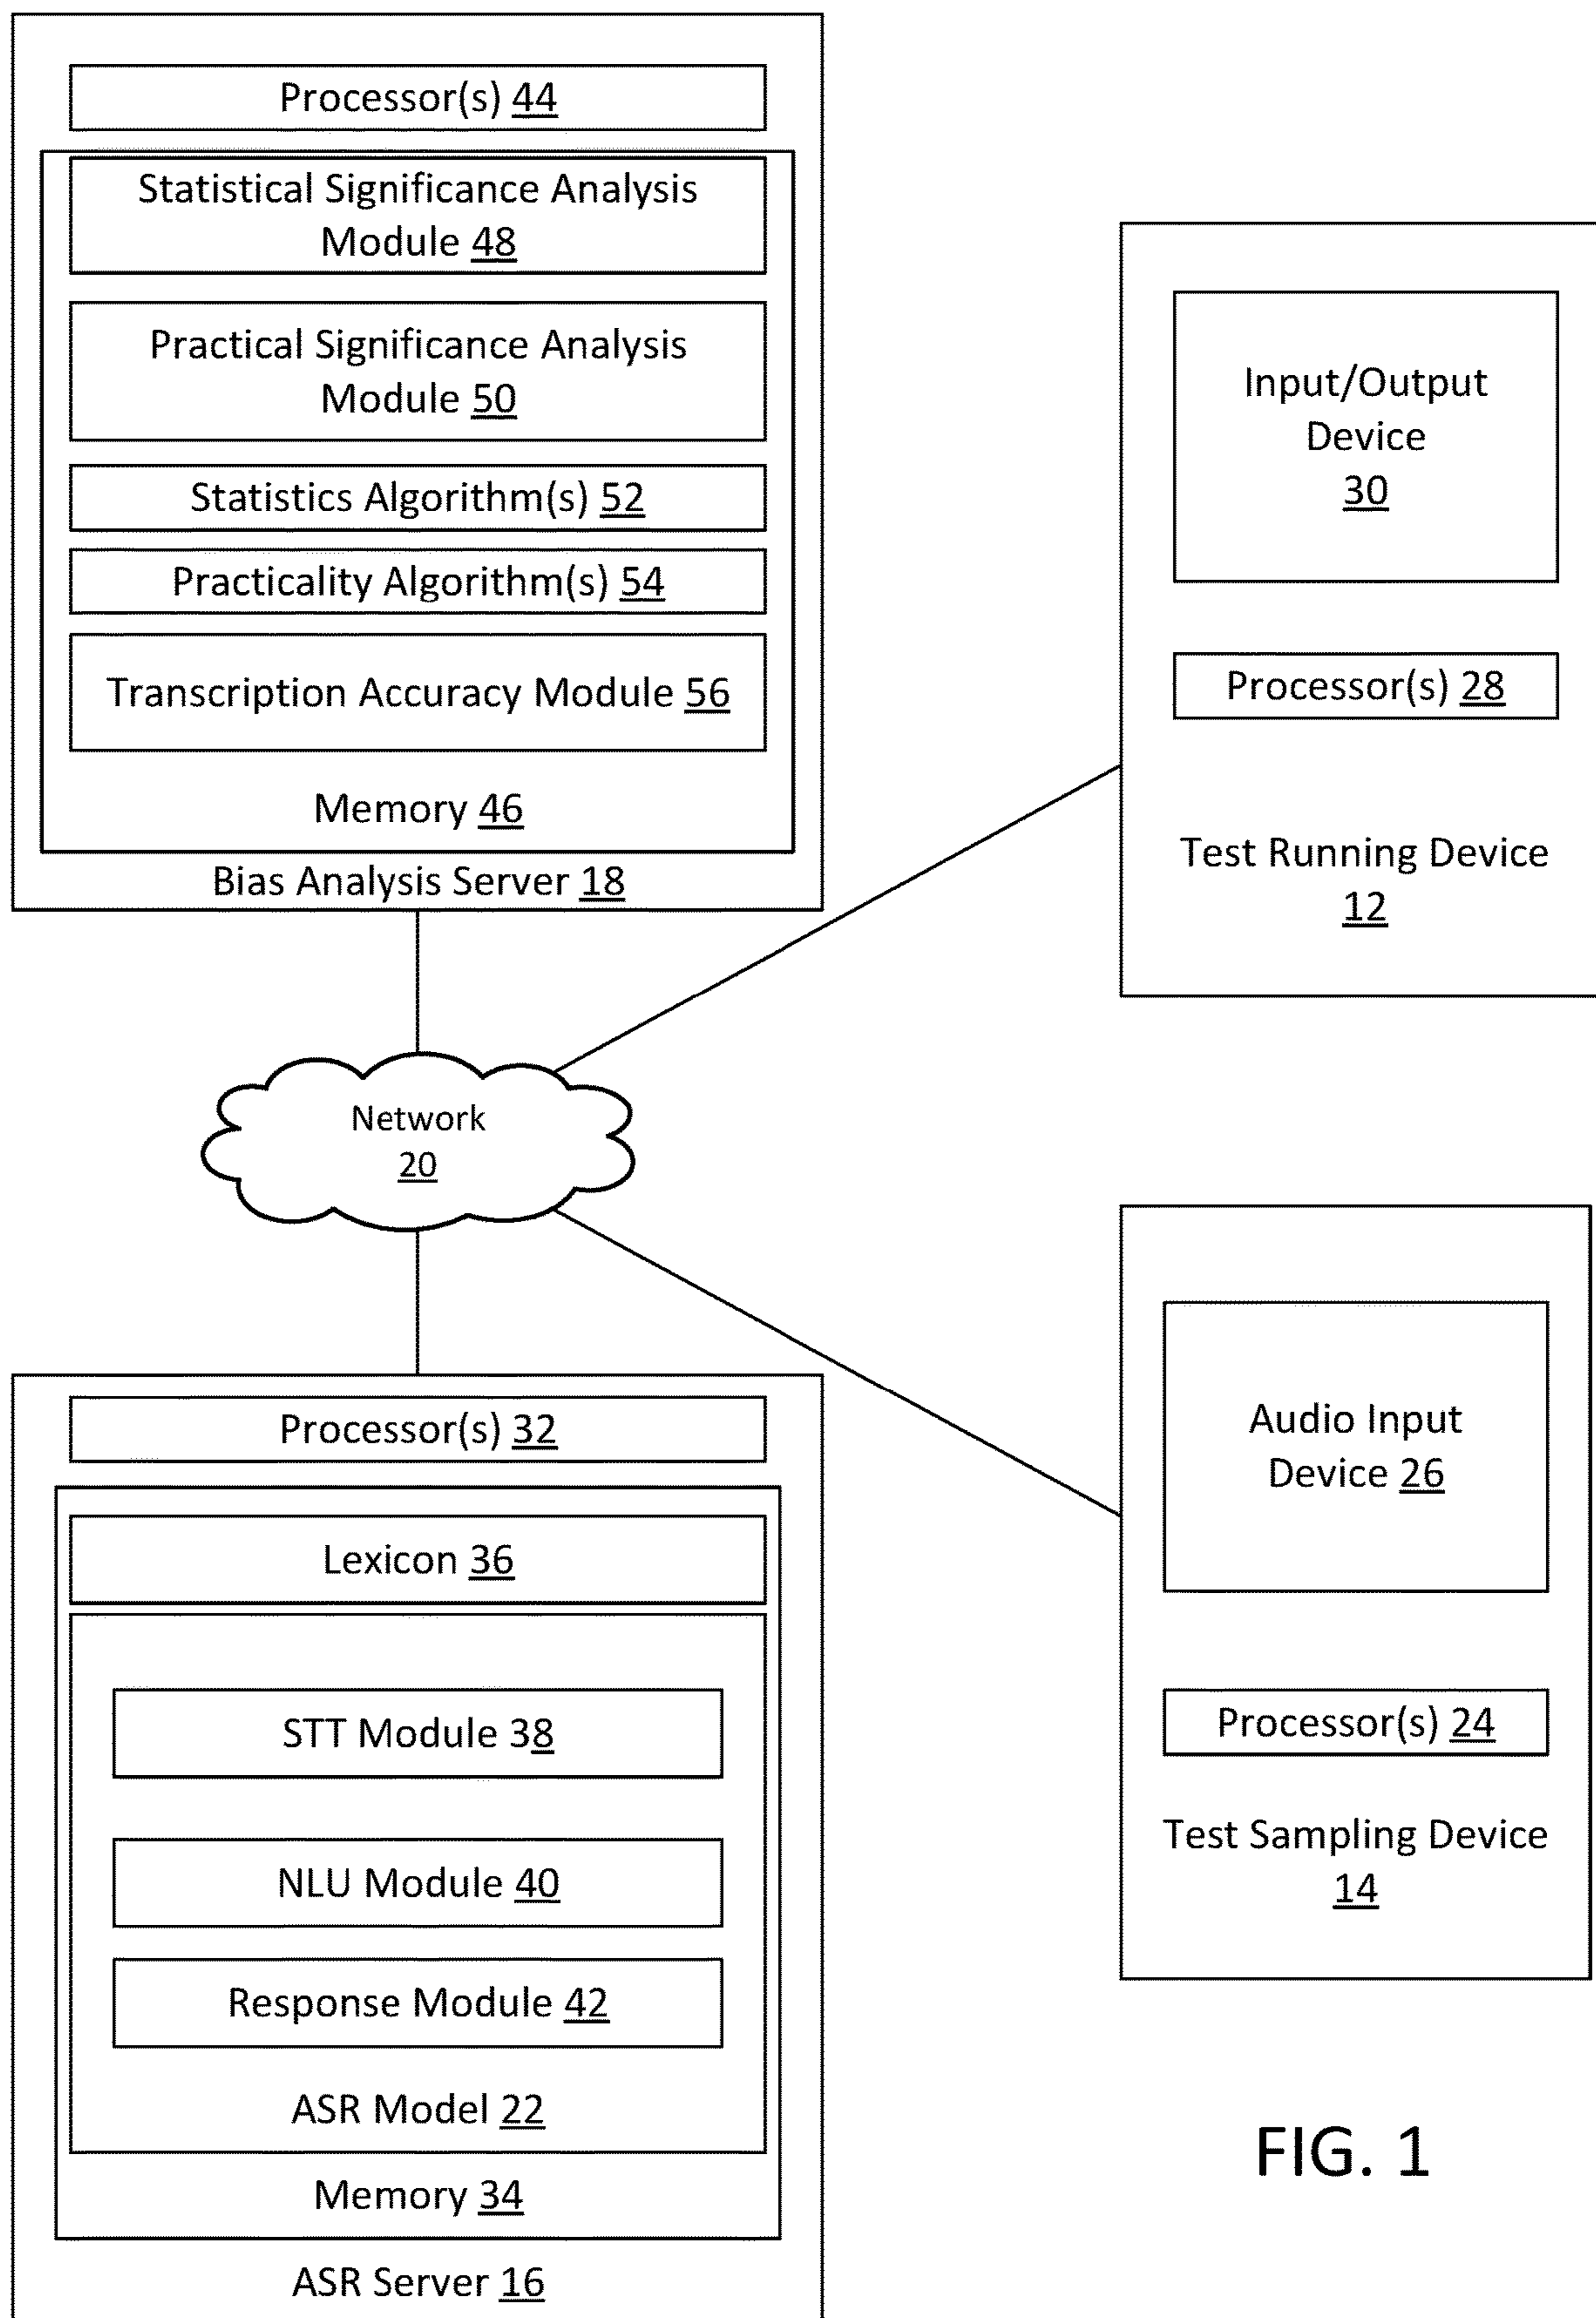 Processor(s) 44
Statistical Significance Analysis
Module 48
Practical Significance Analysis
Module 50
Statistics Algorithm(s) 52
Practicality Algorithm(s) 54
Transcription Accuracy Module 56
Memory 46
Bias Analysis Server 18
Input/Output
Device
30
Processor(s) 28
Test Running Device
12
Network
20
Processor(s) 32
Lexicon 36
STT Module 38
NLU Module 40
Response Module 42
ASR Model 22
Memory 34
ASR Server 16
Audio Input
Device 26
Processor(s) 24
Test Sampling Device
14
FIG. 1